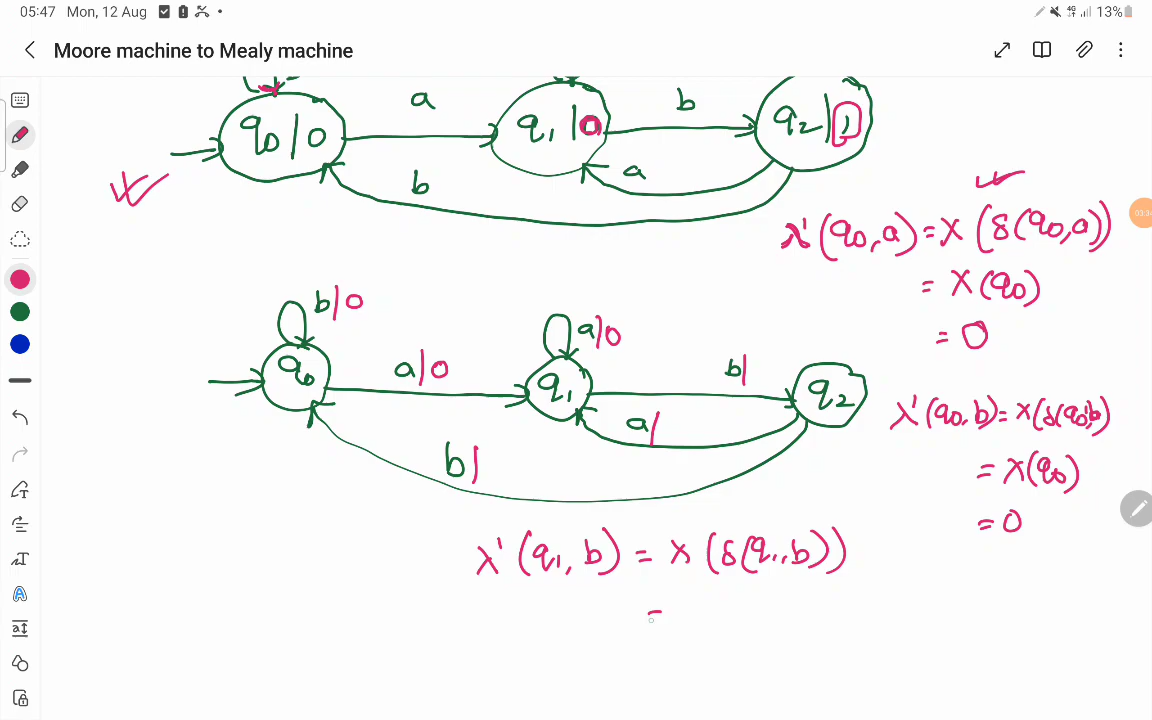 05:47 Mon, 12 Aug 4G 13%
Moore machine to Mealy machine
a
b
q0|0
q1|0
q2|1
a
b
λ'(q0,a) = λ(δ(q0,a))
= λ(q0)
= 0
b|0
a|0
q0
a|0
q1
b|
q2
a|
b|
λ'(q0,b) = λ(δ(q0,b))
= λ(q0)
= 0
λ'(q1,b) = λ(δ(q1,b))
=